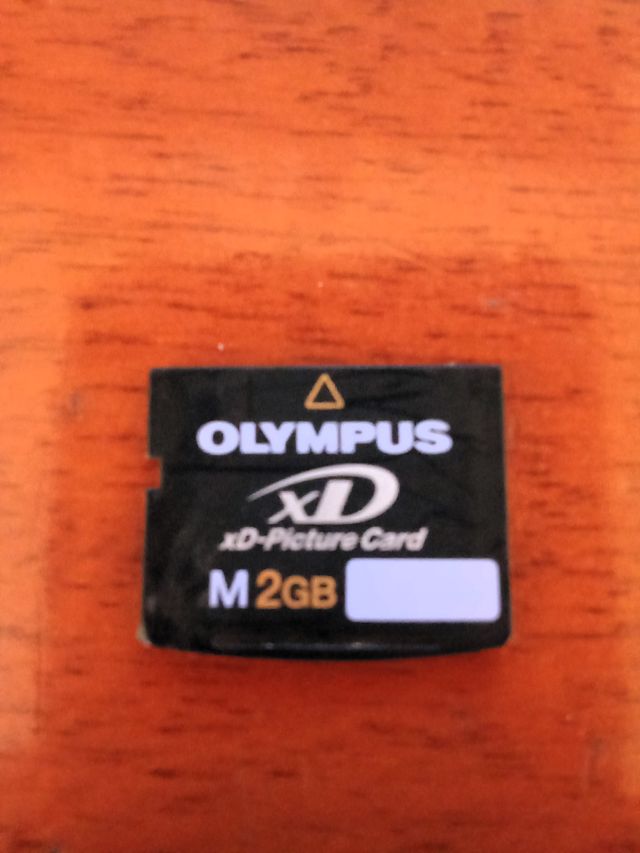 OLYMPUS
xD
xD-Picture Card
M 2GB